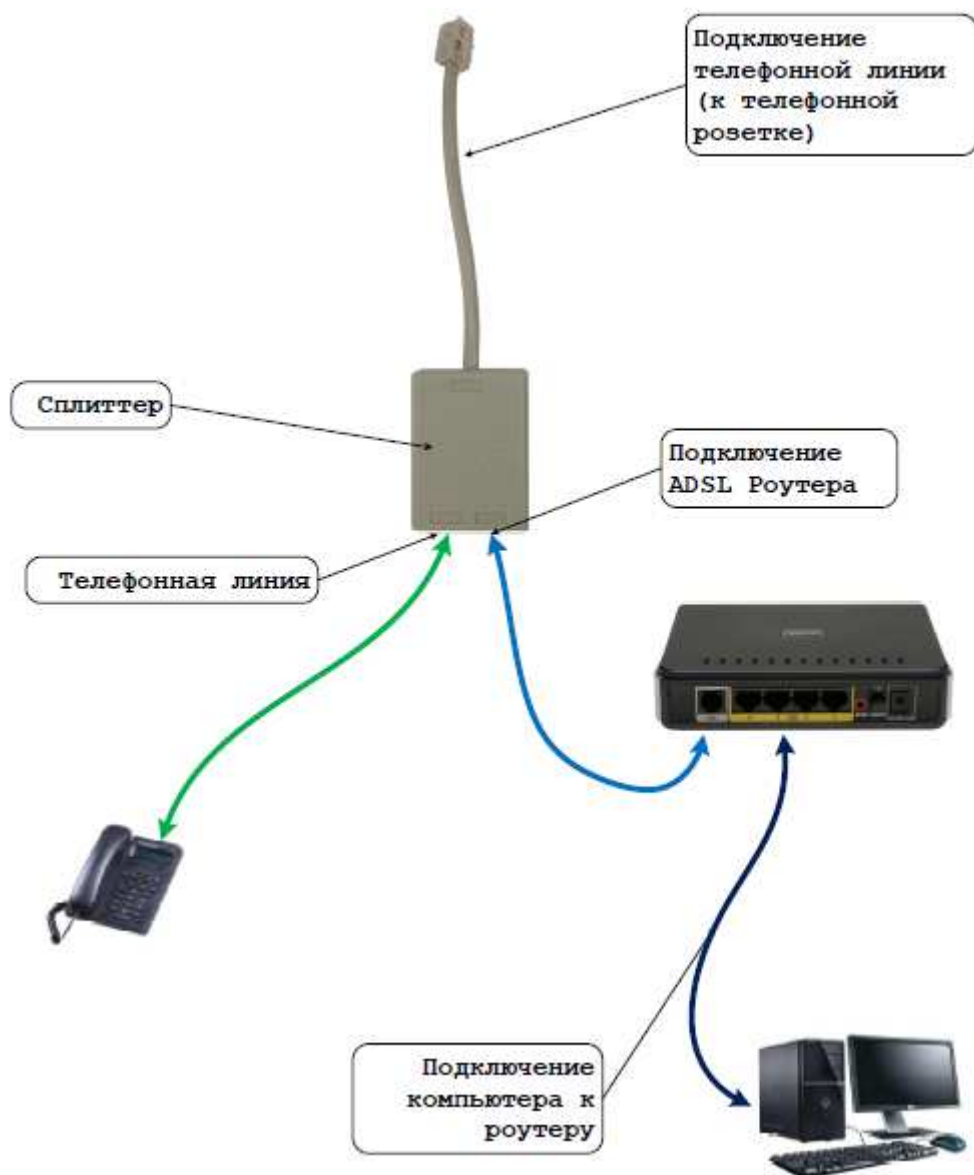 Подключение
телефонной линии
(к телефонной
розетке)
Сплиттер
Подключение
ADSL Роутера
Телефонная линия
Подключение
компьютера к
роутеру